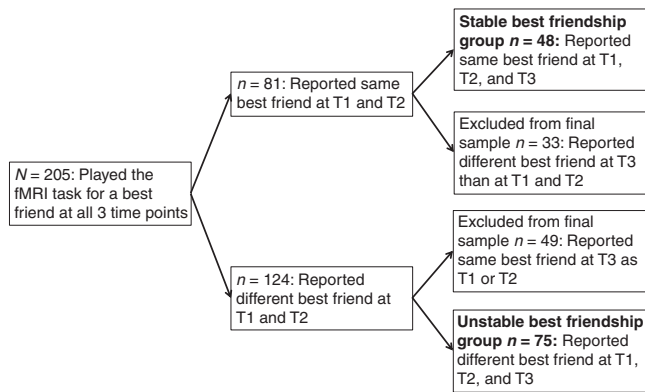 N = 205: Played the
fMRI task for a best
friend at all 3 time points
n = 81: Reported same
best friend at T1 and T2
n = 124: Reported
different best friend at
T1 and T2
Stable best friendship
group n = 48: Reported
same best friend at T1,
T2, and T3
Excluded from final
sample n = 33: Reported
different best friend at T3
than at T1 and T2
Excluded from final
sample n = 49: Reported
same best friend at T3 as
T1 or T2
Unstable best friendship
group n = 75: Reported
different best friend at T1,
T2, and T3